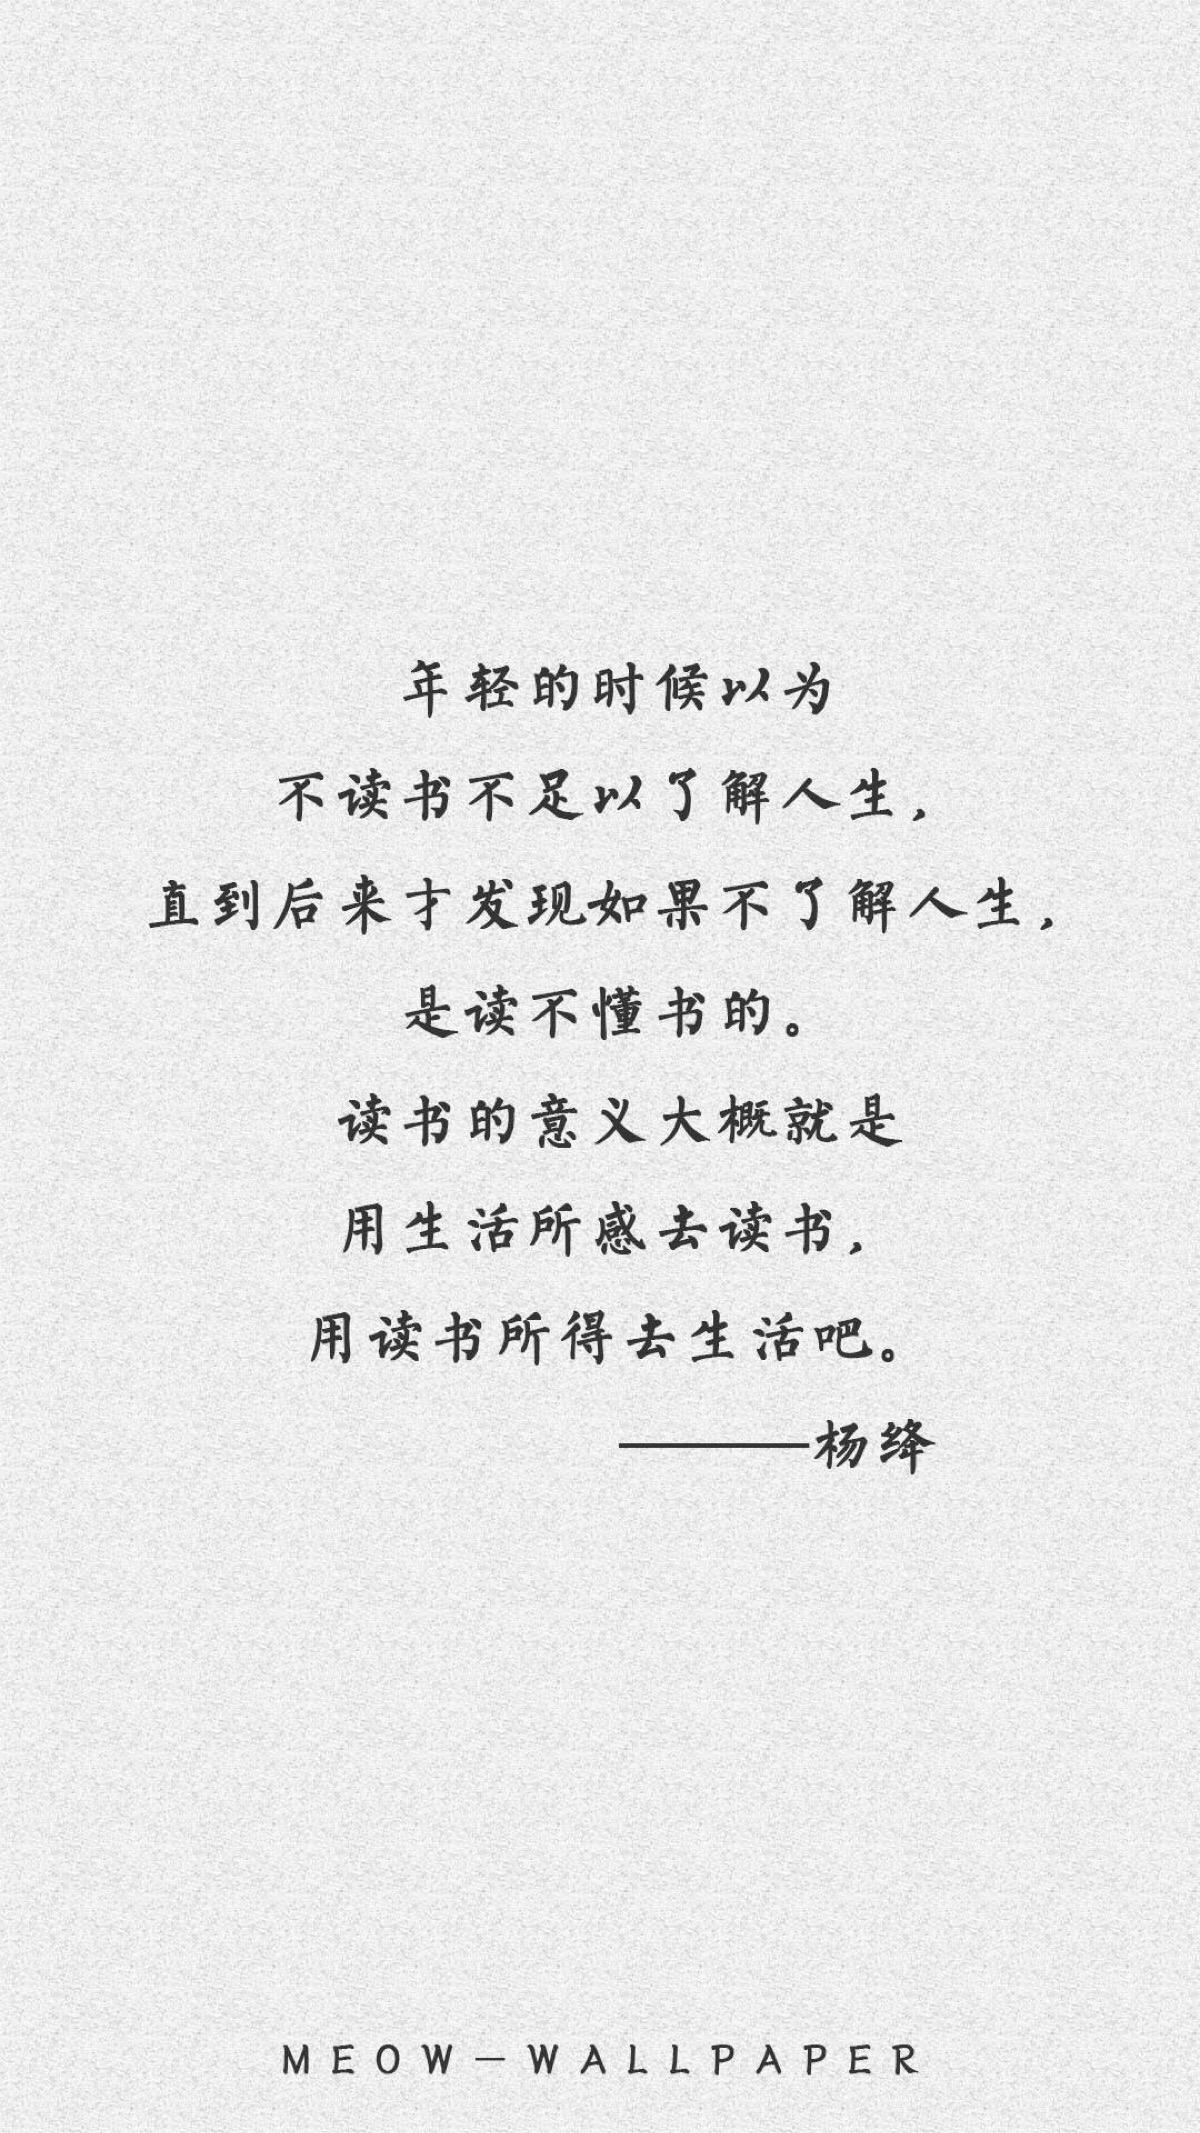 年轻的时候以为
不读书不足以了解人生，
直到后来才发现如果不了解人生，
是读不懂书的。
读书的意义大概就是
用生活所感去读书，
用读书所得去生活吧。
———杨绛
MEOW—WALLPAPER